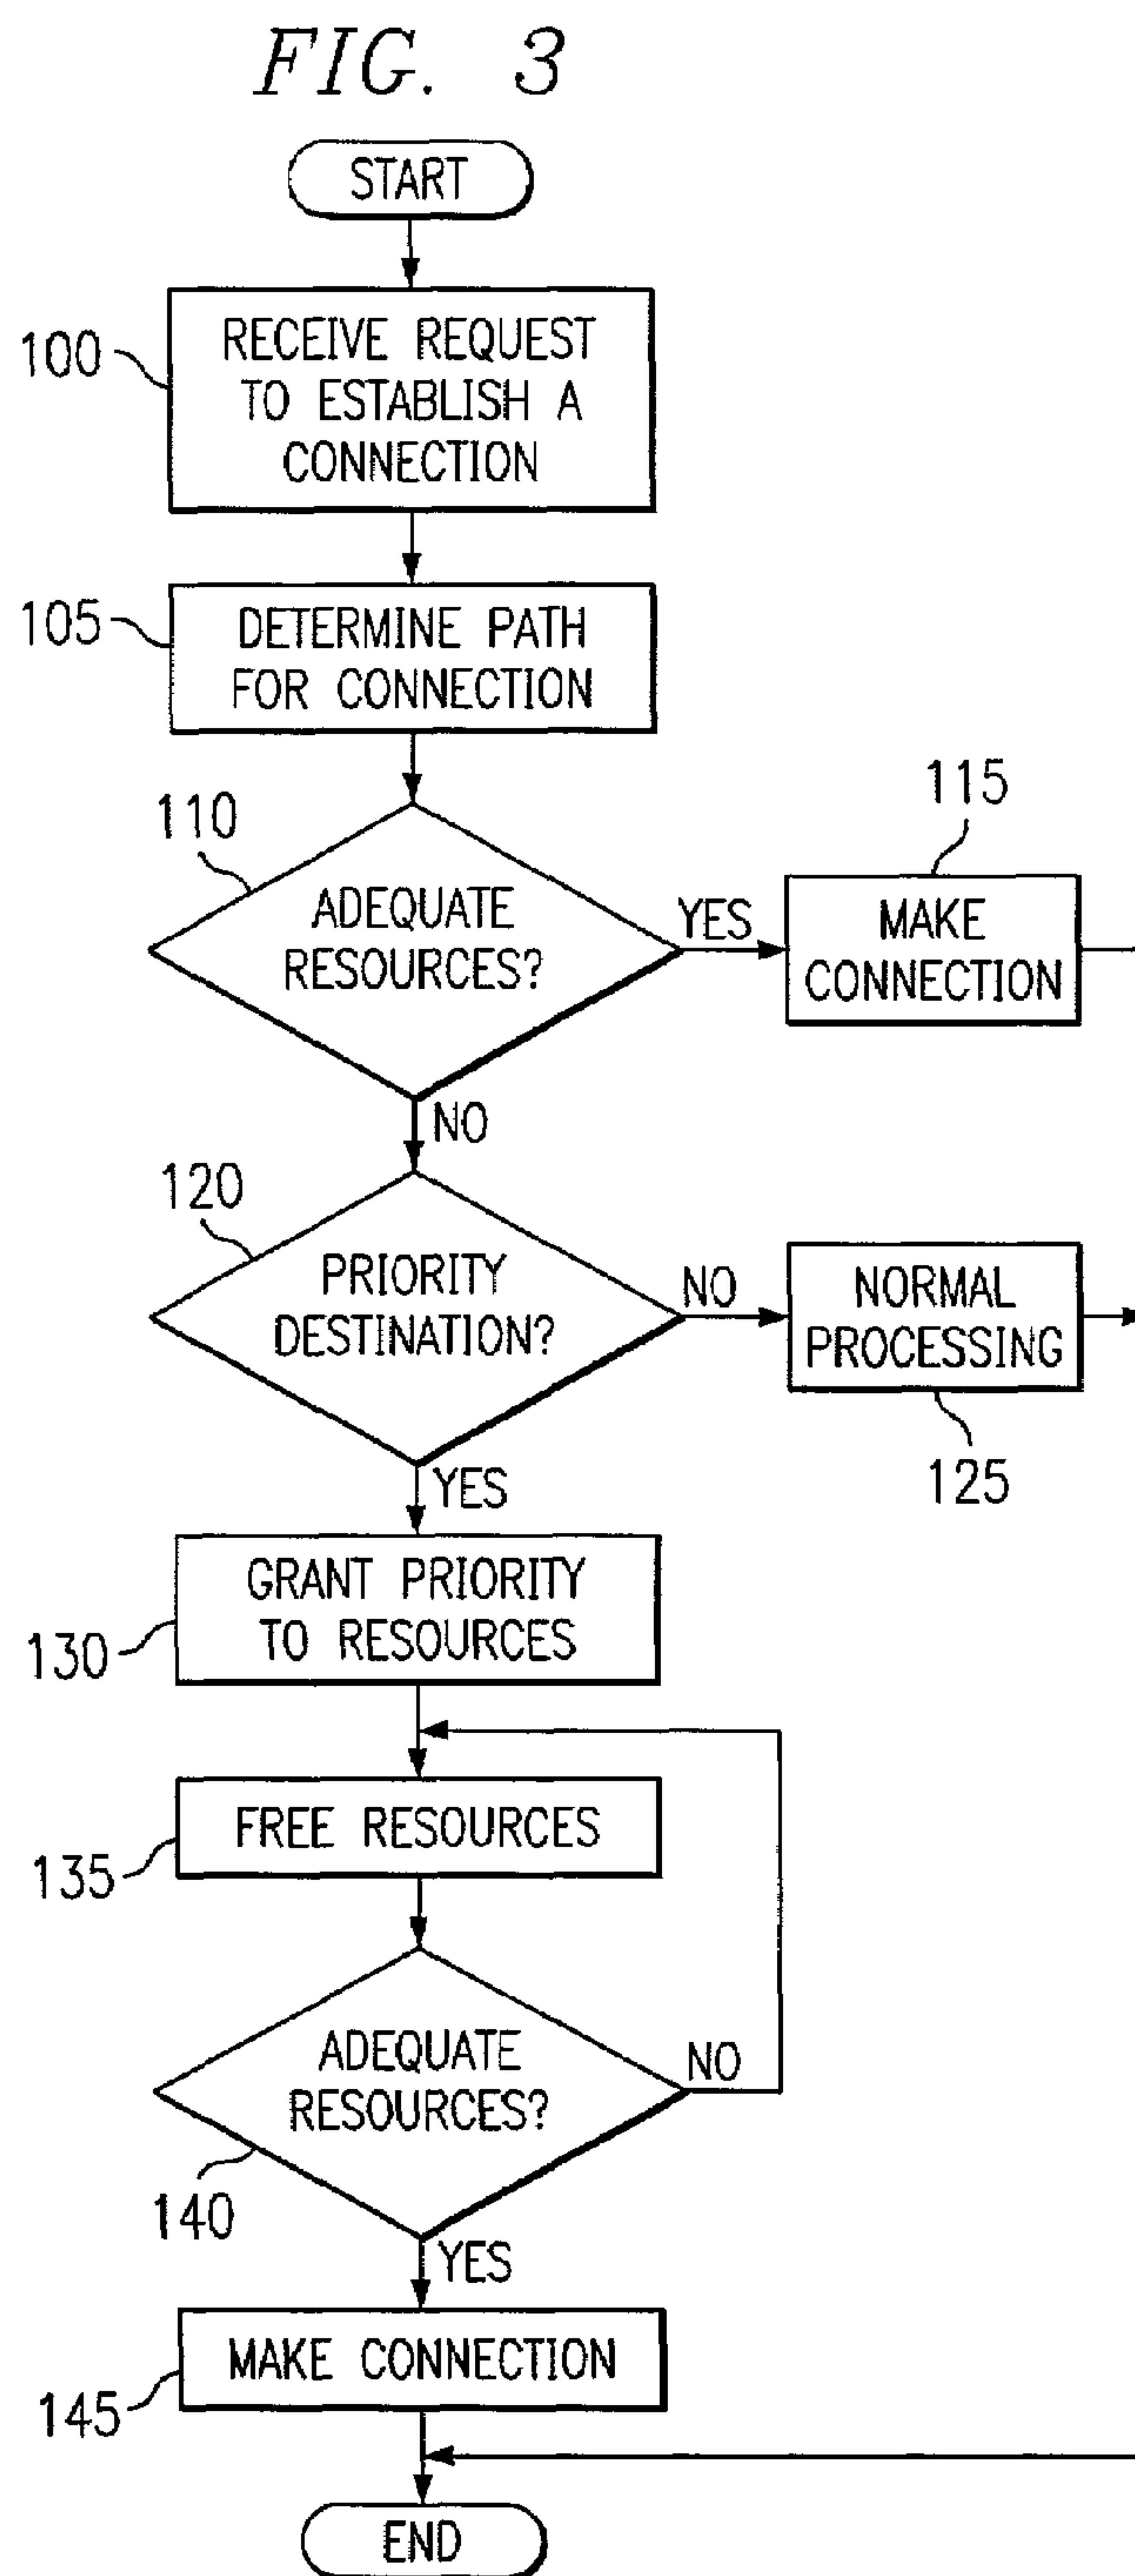 FIG. 3
START
100
RECEIVE REQUEST
TO ESTABLISH A
CONNECTION
105
DETERMINE PATH
FOR CONNECTION
110
ADEQUATE
RESOURCES?
YES
115
MAKE
CONNECTION
NO
120
PRIORITY
DESTINATION?
NO
NORMAL
PROCESSING
125
YES
GRANT PRIORITY
TO RESOURCES
130
FREE RESOURCES
135
ADEQUATE
RESOURCES?
NO
140
YES
MAKE CONNECTION
145
END